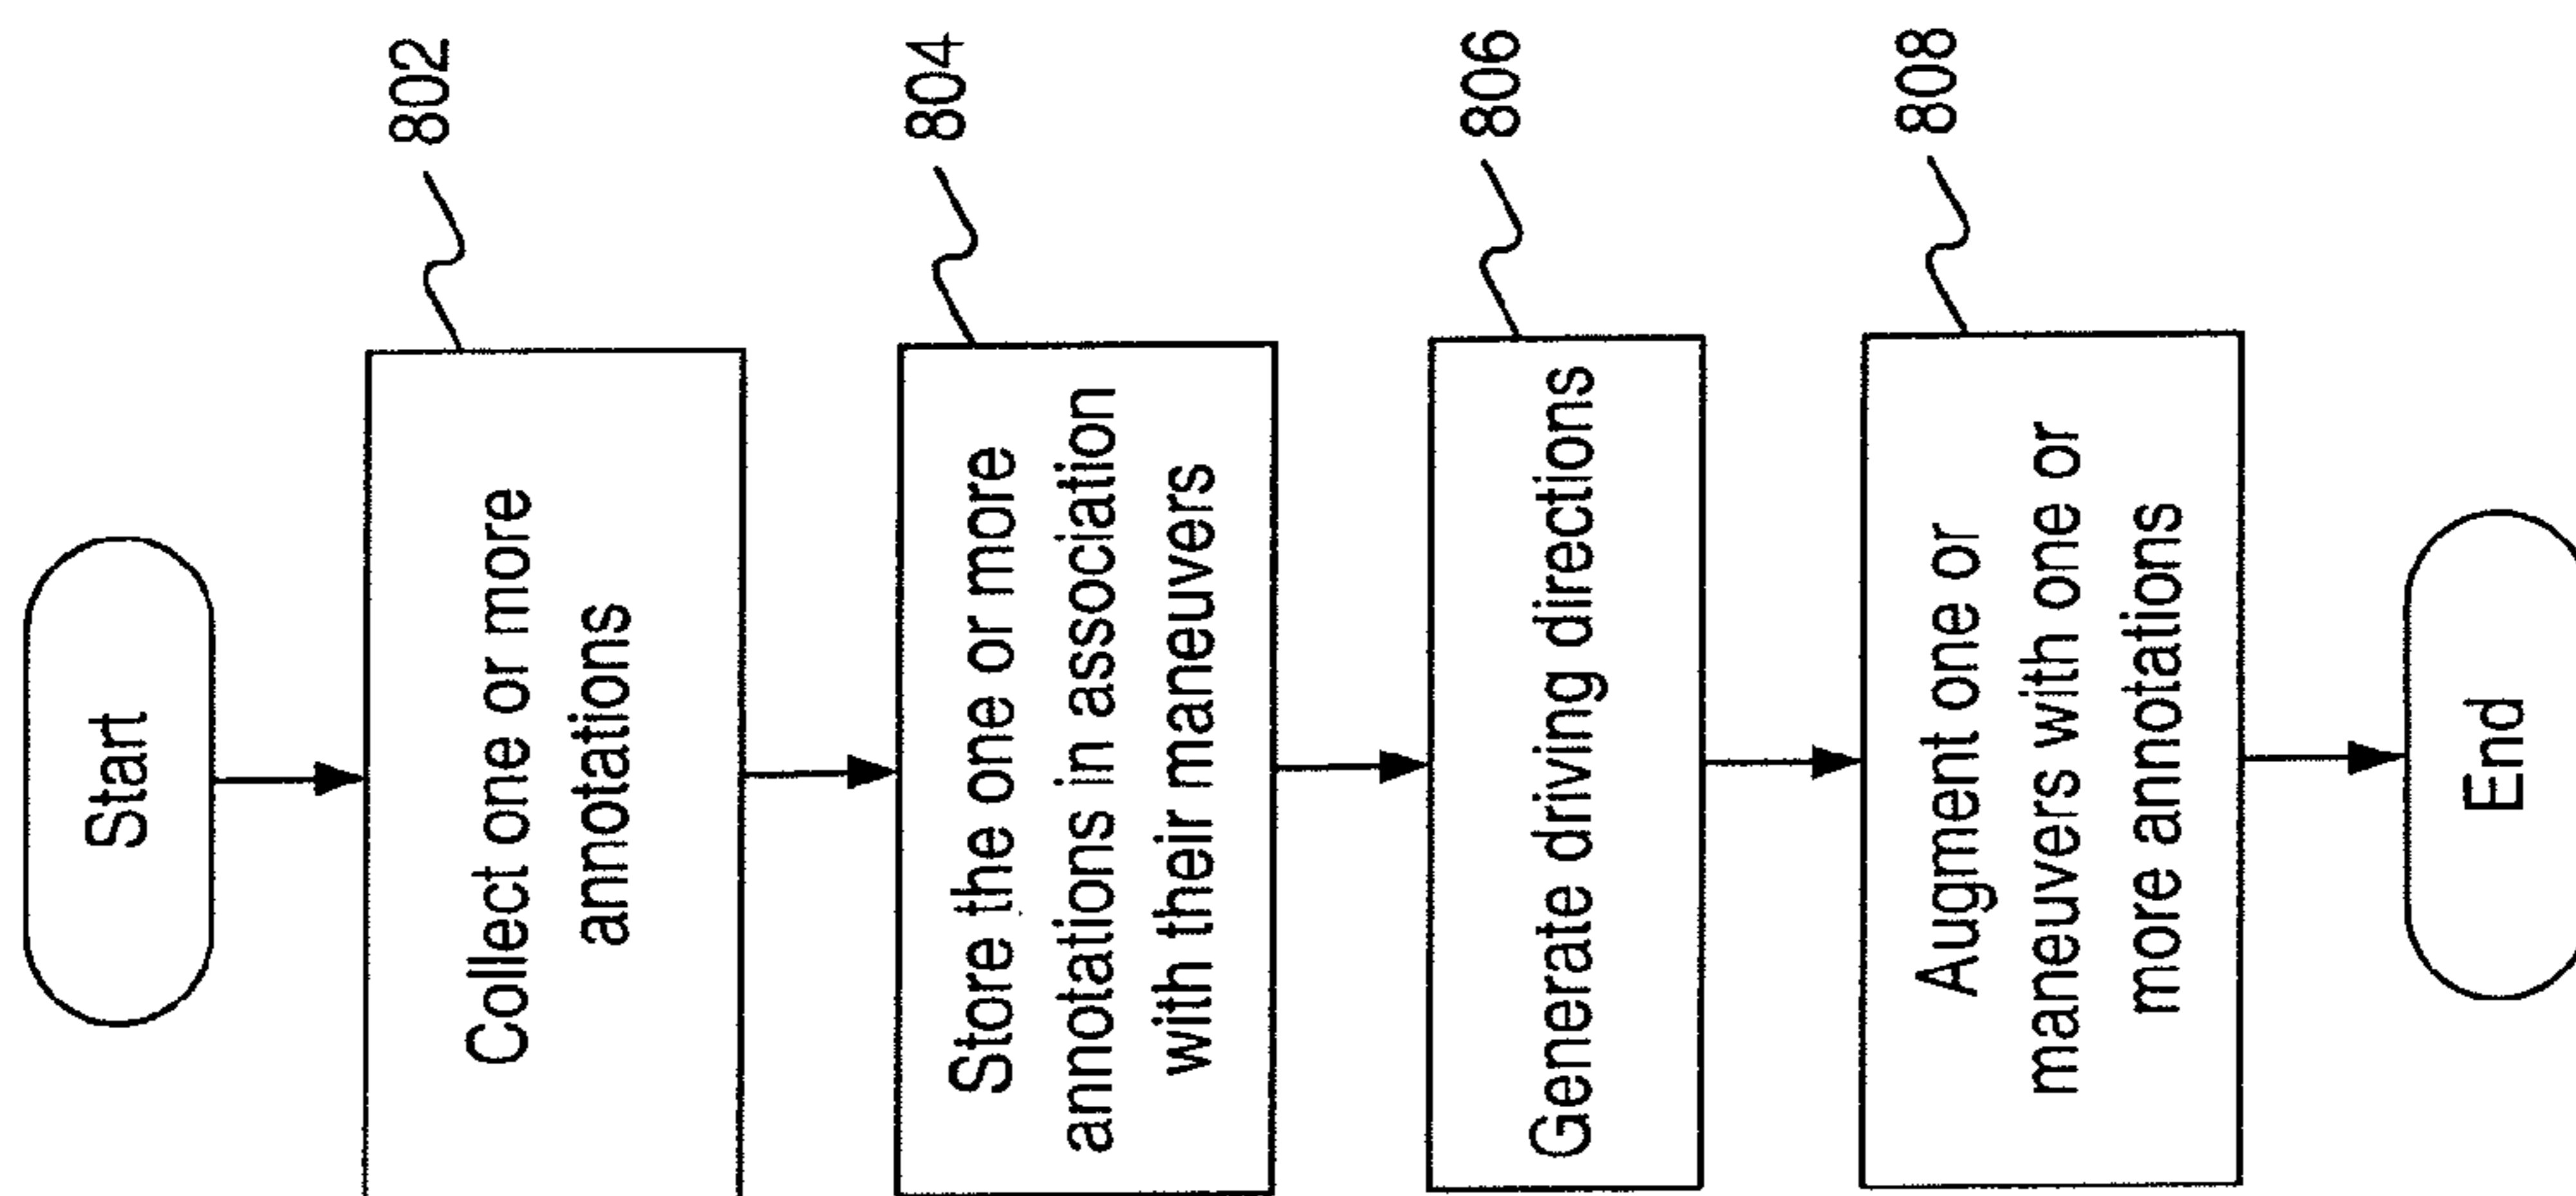 Start
802
Collect one or more
annotations
804
Store the one or more
annotations in association
with their maneuvers
806
Generate driving directions
808
Augment one or
maneuvers with one or
more annotations
End